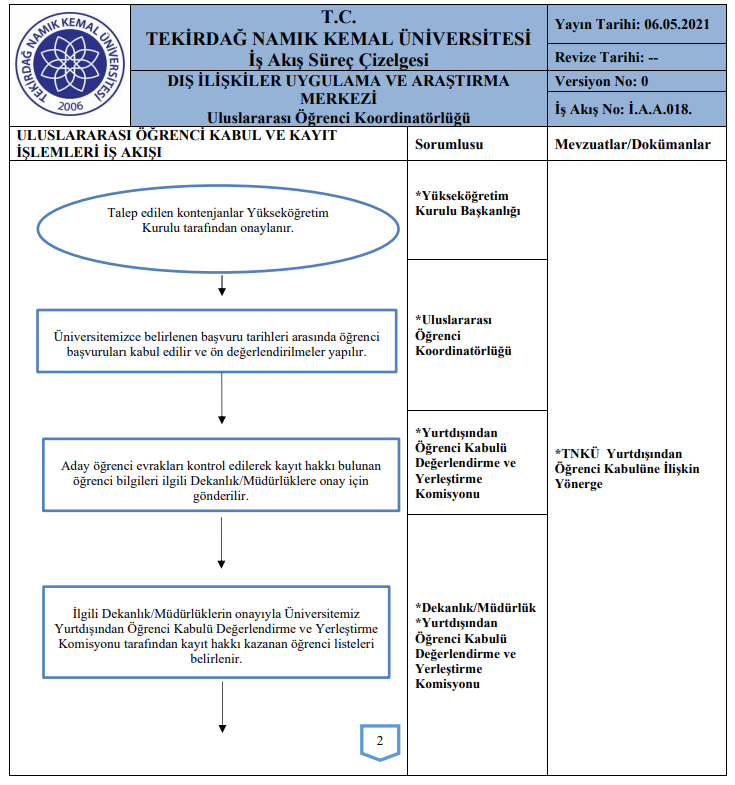 TEKİRDAĞ NAMIK KEMAL ÜNİVERSİTESİ
2006
T.C.
TEKİRDAĞ NAMIK KEMAL ÜNİVERSİTESİ
İş Akış Süreç Çizelgesi
DIŞ İLİŞKİLER UYGULAMA VE ARAŞTIRMA
MERKEZİ
Uluslararası Öğrenci Koordinatörlüğü
Yayın Tarihi: 06.05.2021
Revize Tarihi: --
Versiyon No: 0
İş Akış No: İ.A.A.018.
ULUSLARARASI ÖĞRENCİ KABUL VE KAYIT
İŞLEMLERİ İŞ AKIŞI
Sorumlusu
Mevzuatlar/Dokümanlar
Talep edilen kontenjanlar Yükseköğretim
Kurulu tarafından onaylanır.
*Yükseköğretim
Kurulu Başkanlığı
Üniversitemizce belirlenen başvuru tarihleri arasında öğrenci
başvuruları kabul edilir ve ön değerlendirilmeler yapılır.
*Uluslararası
Öğrenci
Koordinatörlüğü
Aday öğrenci evrakları kontrol edilerek kayıt hakkı bulunan
öğrenci bilgileri ilgili Dekanlık/Müdürlüklere onay için
gönderilir.
*Yurtdışından
Öğrenci Kabulü
Değerlendirme ve
Yerleştirme
Komisyonu
*TNKÜ Yurtdışından
Öğrenci Kabulüne İlişkin
Yönerge
İlgili Dekanlık/Müdürlüklerin onayıyla Üniversitemiz
Yurtdışından Öğrenci Kabulü Değerlendirme ve Yerleştirme
Komisyonu tarafından kayıt hakkı kazanan öğrenci listeleri
belirlenir.
*Dekanlık/Müdürlük
*Yurtdışından
Öğrenci Kabulü
Değerlendirme ve
Yerleştirme
Komisyonu
2